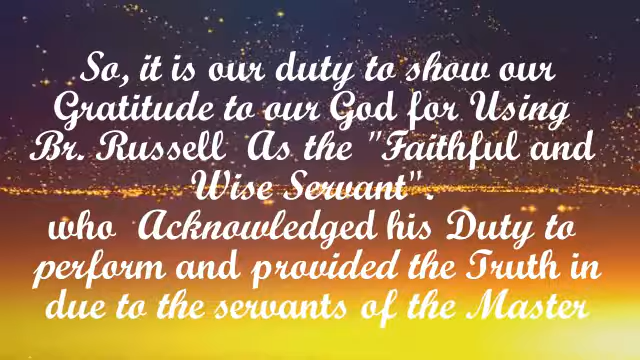 So, it is our duty to show our
Gratitude to our God for Using
Br. Russell As the "Faithful and
Wise Servant".
who Acknowledged his Duty to
perform and provided the Truth in
due to the servants of the Master